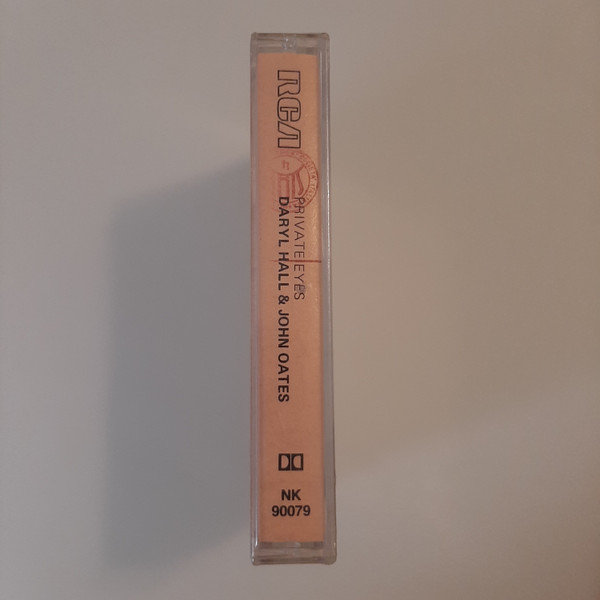 RCA
PRIVATE EYES
DARYL HALL & JOHN OATES
NK
90079